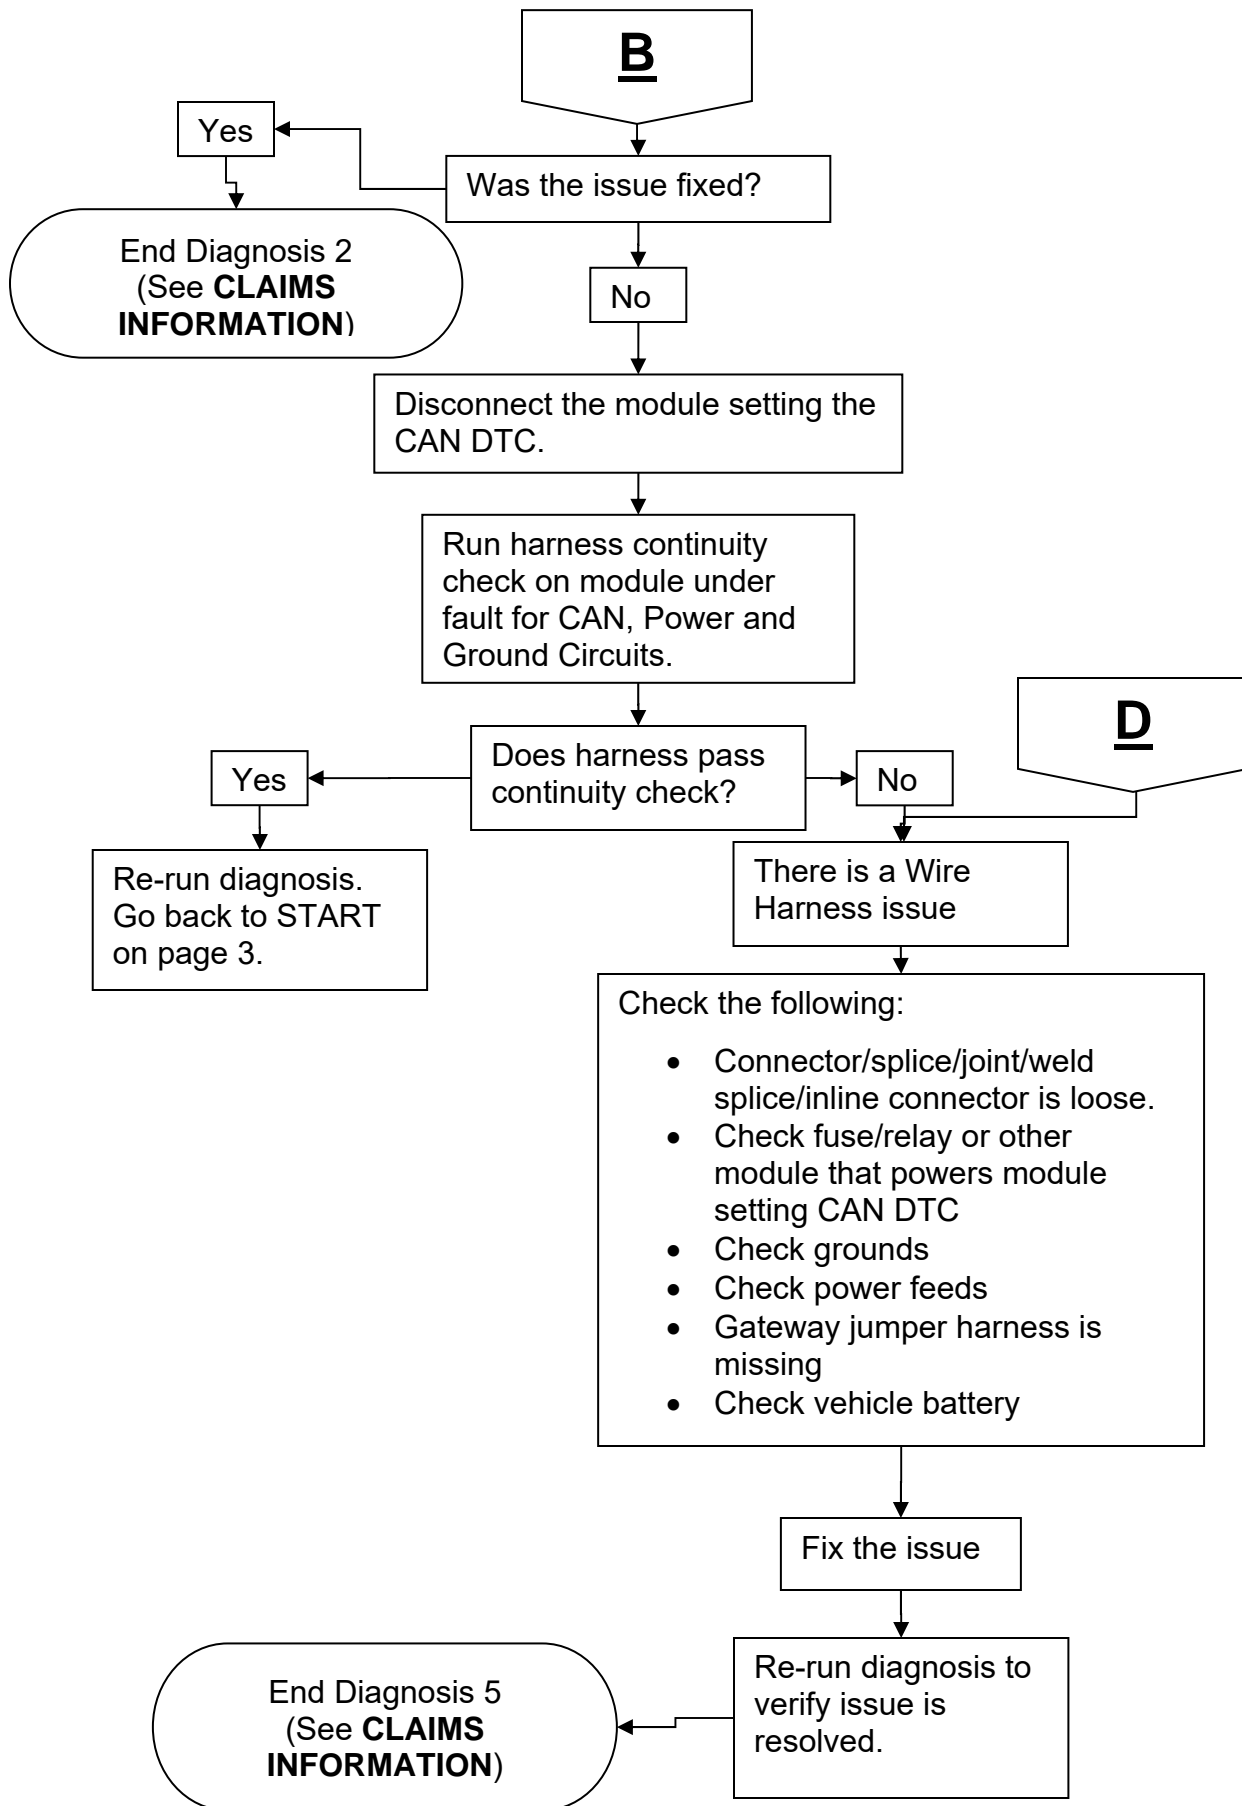 B
Yes
Was the issue fixed?
End Diagnosis 2
(See CLAIMS
INFORMATION)
No
Disconnect the module setting the
CAN DTC.
Run harness continuity
check on module under
fault for CAN, Power and
Ground Circuits.
D
Does harness pass
continuity check?
Yes
No
Re-run diagnosis.
Go back to START
on page 3.
There is a Wire
Harness issue
Check the following:
• Connector/splice/joint/weld
splice/inline connector is loose.
• Check fuse/relay or other
module that powers module
setting CAN DTC
• Check grounds
• Check power feeds
• Gateway jumper harness is
missing
• Check vehicle battery
Fix the issue
Re-run diagnosis to
verify issue is
resolved.
End Diagnosis 5
(See CLAIMS
INFORMATION)